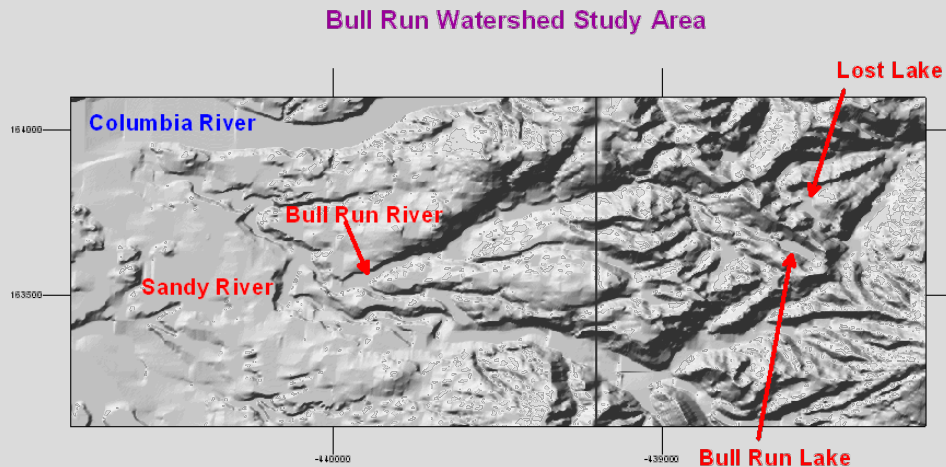 Bull Run Watershed Study Area
Lost Lake
164000
Columbia River
Bull Run River
Sandy River
163500
Bull Run Lake
-440000
-439000